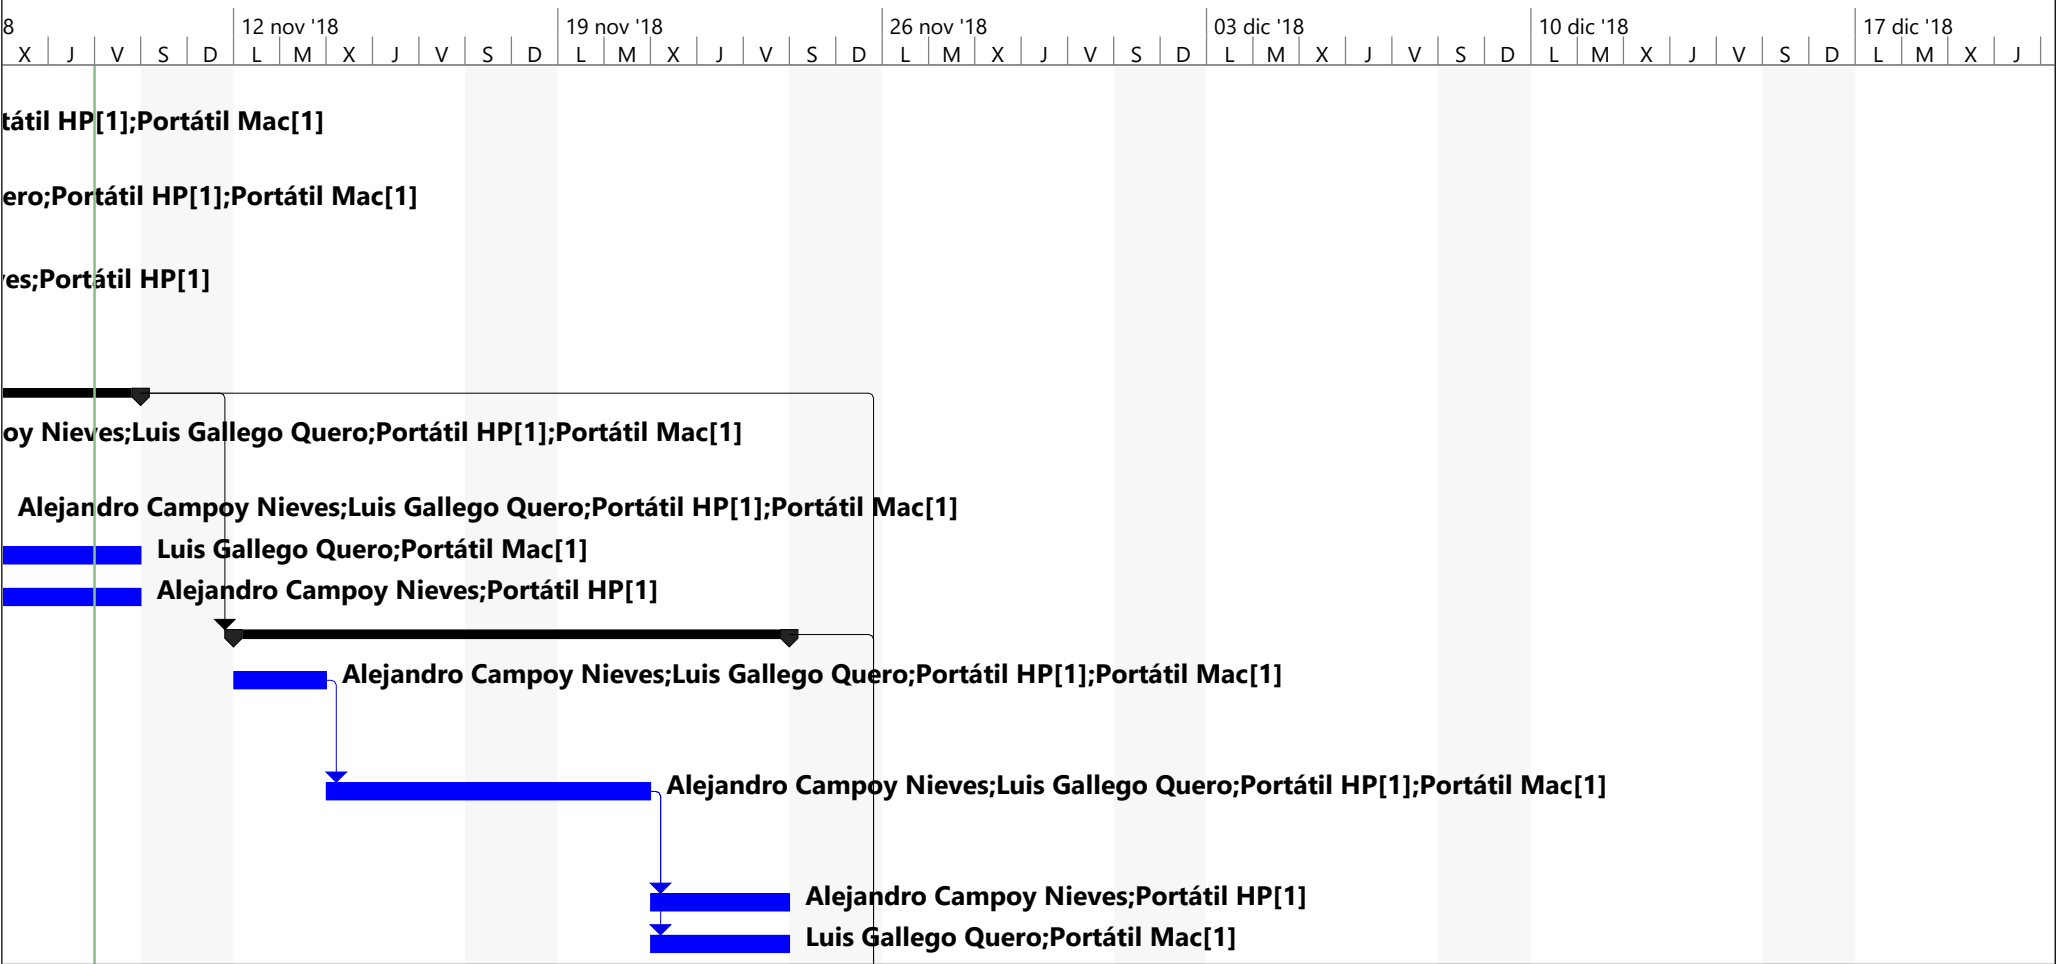 8 12 nov '18 19 nov '18 26 nov '18 03 dic '18 10 dic '18 17 dic '18
X J V S D L M X J V S D L M X J V S D L M X J V S D L M X J V S D L M X J V S D L M X J
tátil HP[1];Portátil Mac[1]
ero;Portátil HP[1];Portátil Mac[1]
es;Portátil HP[1]
oy Nieves;Luis Gallego Quero;Portátil HP[1];Portátil Mac[1]
Alejandro Campoy Nieves;Luis Gallego Quero;Portátil HP[1];Portátil Mac[1]
Luis Gallego Quero;Portátil Mac[1]
Alejandro Campoy Nieves;Portátil HP[1]
Alejandro Campoy Nieves;Luis Gallego Quero;Portátil HP[1];Portátil Mac[1]
Alejandro Campoy Nieves;Luis Gallego Quero;Portátil HP[1];Portátil Mac[1]
Alejandro Campoy Nieves;Portátil HP[1]
Luis Gallego Quero;Portátil Mac[1]